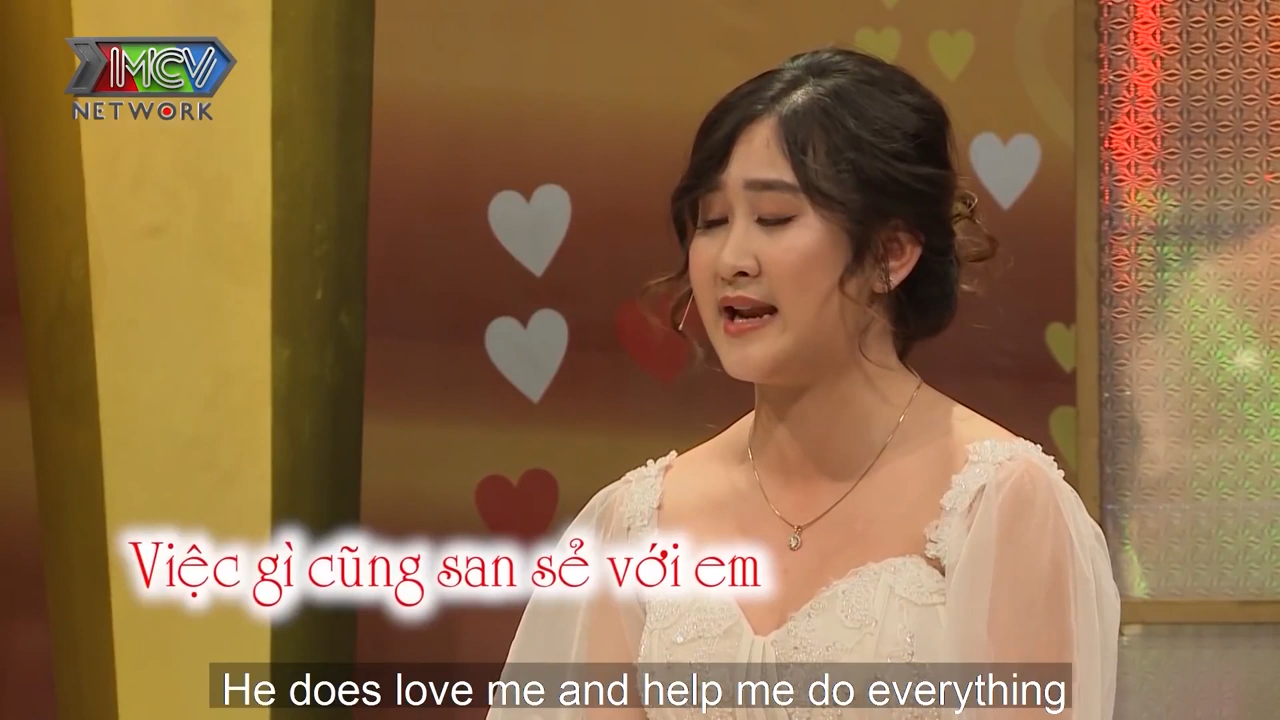 MCV
NETWORK
Việc gì cũng san sẻ với em
He does love me and help me do everything